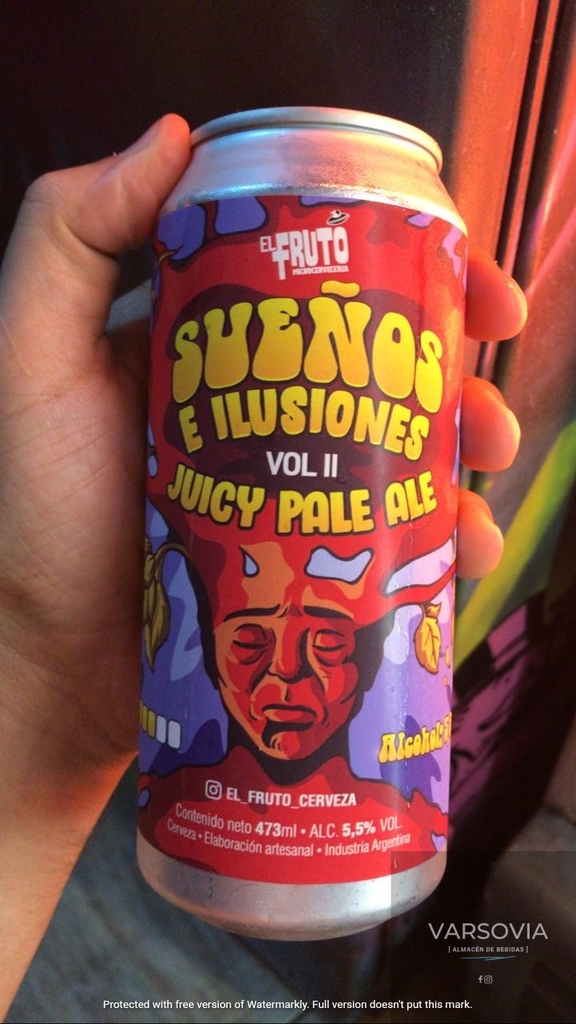 EL FRUTO
MICROCERVECERIA
SUEÑOS
E ILUSIONES
VOL II
JUICY PALE ALE
Alcohol: 5
EL_FRUTO_CERVEZA
Contenido neto 473ml • ALC. 5,5% VOL.
Cerveza • Elaboración artesanal • Industria Argentina
VARSOVIA
[ ALMACÉN DE BEBIDAS ]
Protected with free version of Watermarkly. Full version doesn't put this mark.